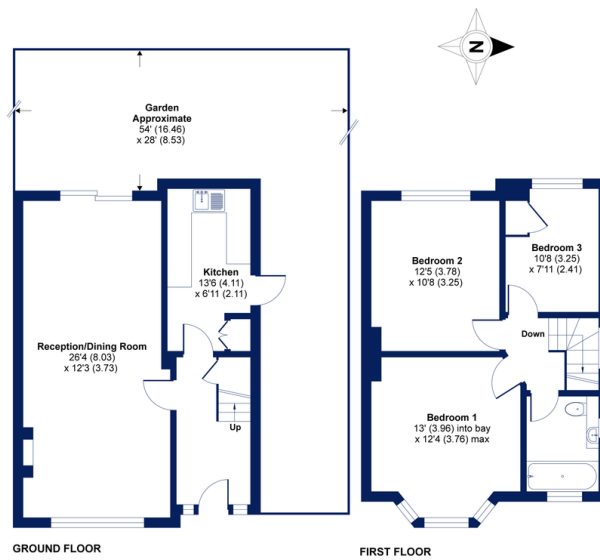 N
Garden
Approximate
54' (16.46)
x 28' (8.53)
Kitchen
13'6 (4.11)
x 6'11 (2.11)
Reception/Dining Room
26'4 (8.03)
x 12'3 (3.73)
Up
GROUND FLOOR
Bedroom 2
12'5 (3.78)
x 10'8 (3.25)
Bedroom 3
10'8 (3.25)
x 7'11 (2.41)
Down
Bedroom 1
13' (3.96) into bay
x 12'4 (3.76) max
FIRST FLOOR